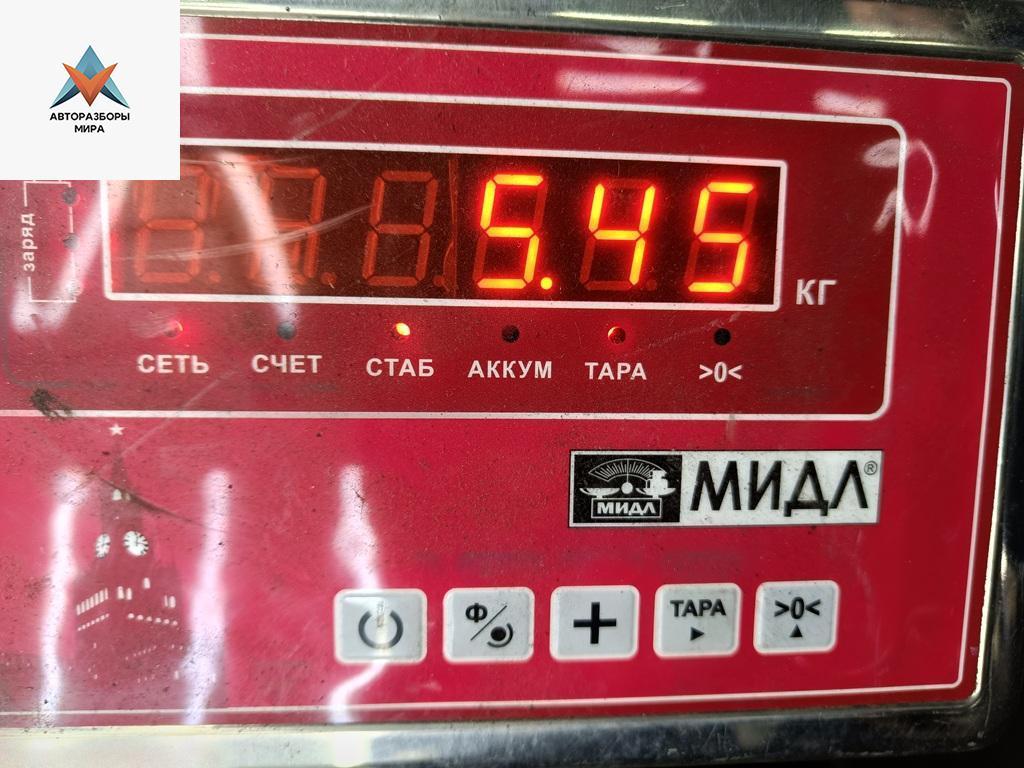 АВТОРАЗБОРЫ
МИРА
заряд
5.45
КГ
СЕТЬ СЧЕТ СТАБ АККУМ ТАРА >0<
МИДЛ МИДЛ®
Ф ТАРА >0<